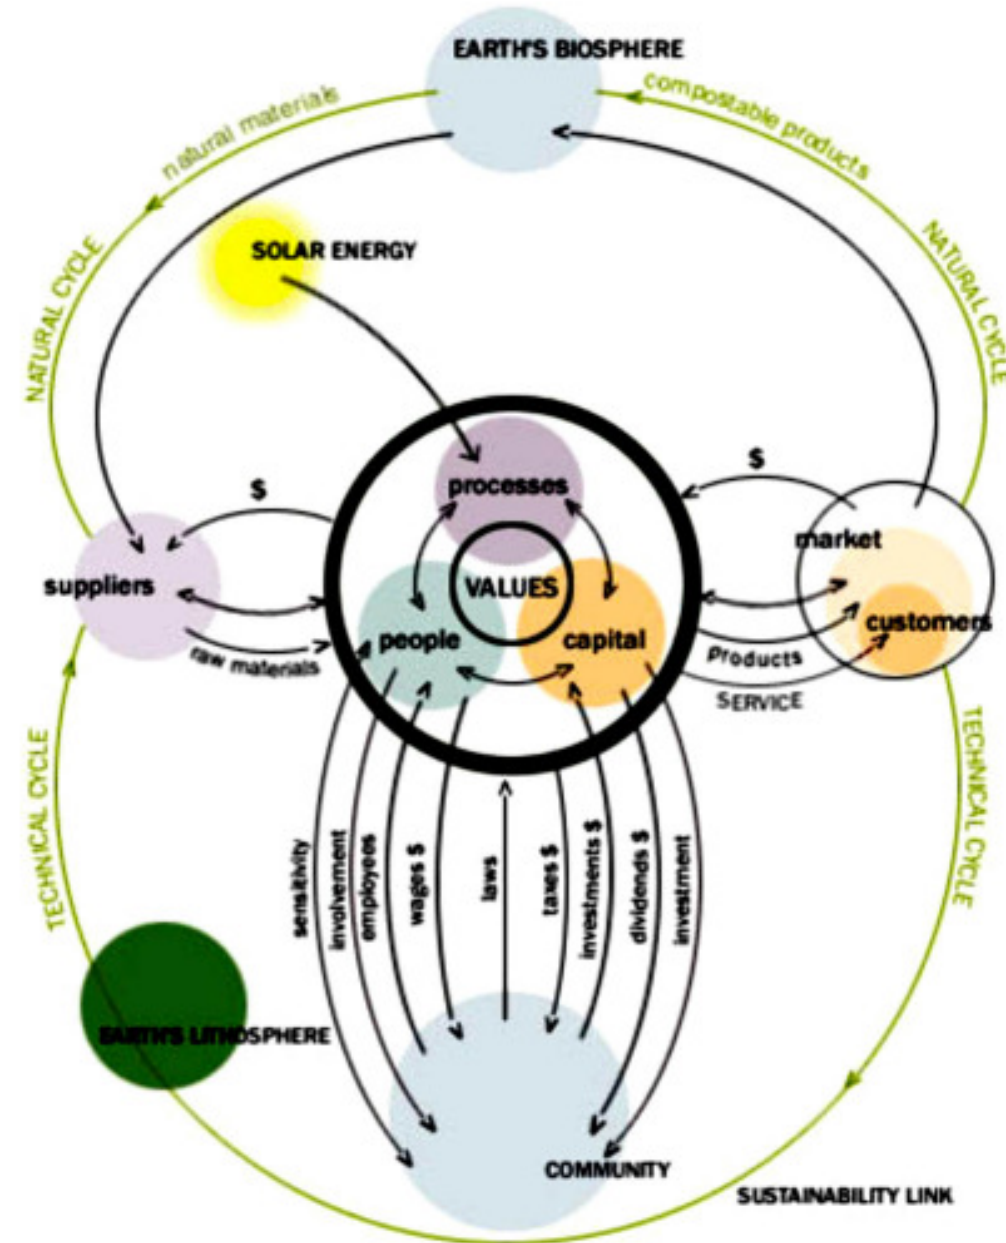 EARTH'S BIOSPHERE
natural materials
compostable products
SOLAR ENERGY
NATURAL CYCLE
NATURAL CYCLE
$
$
processes
market
suppliers
VALUES
customers
people
capital
raw materials
Products
SERVICE
TECHNICAL CYCLE
TECHNICAL CYCLE
sensitivity
involvement
employees
wages $
laws
taxes $
investments $
dividends $
investment
EARTH'S LITHOSPHERE
COMMUNITY
SUSTAINABILITY LINK